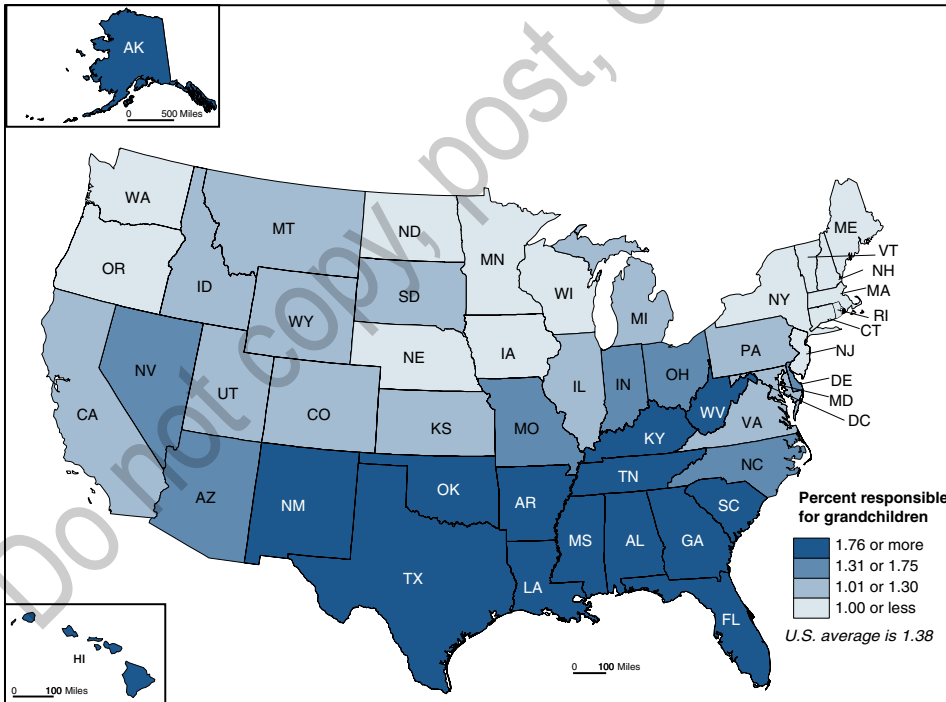 AK
0 500 Miles
Do not copy, post,
WA
MT
ND
MN
ME
VT
NH
MA
RI
CT
OR
ID
SD
WI
NY
MI
WY
NE
IA
PA
NJ
NV
UT
CO
IL
IN
OH
DE
MD
DC
CA
KS
MO
WV
VA
KY
NC
AZ
NM
OK
AR
TN
SC
MS
AL
GA
TX
LA
FL
Percent responsible
for grandchildren
1.76 or more
1.31 or 1.75
1.01 or 1.30
1.00 or less
U.S. average is 1.38
HI
0 100 Miles
0 100 Miles